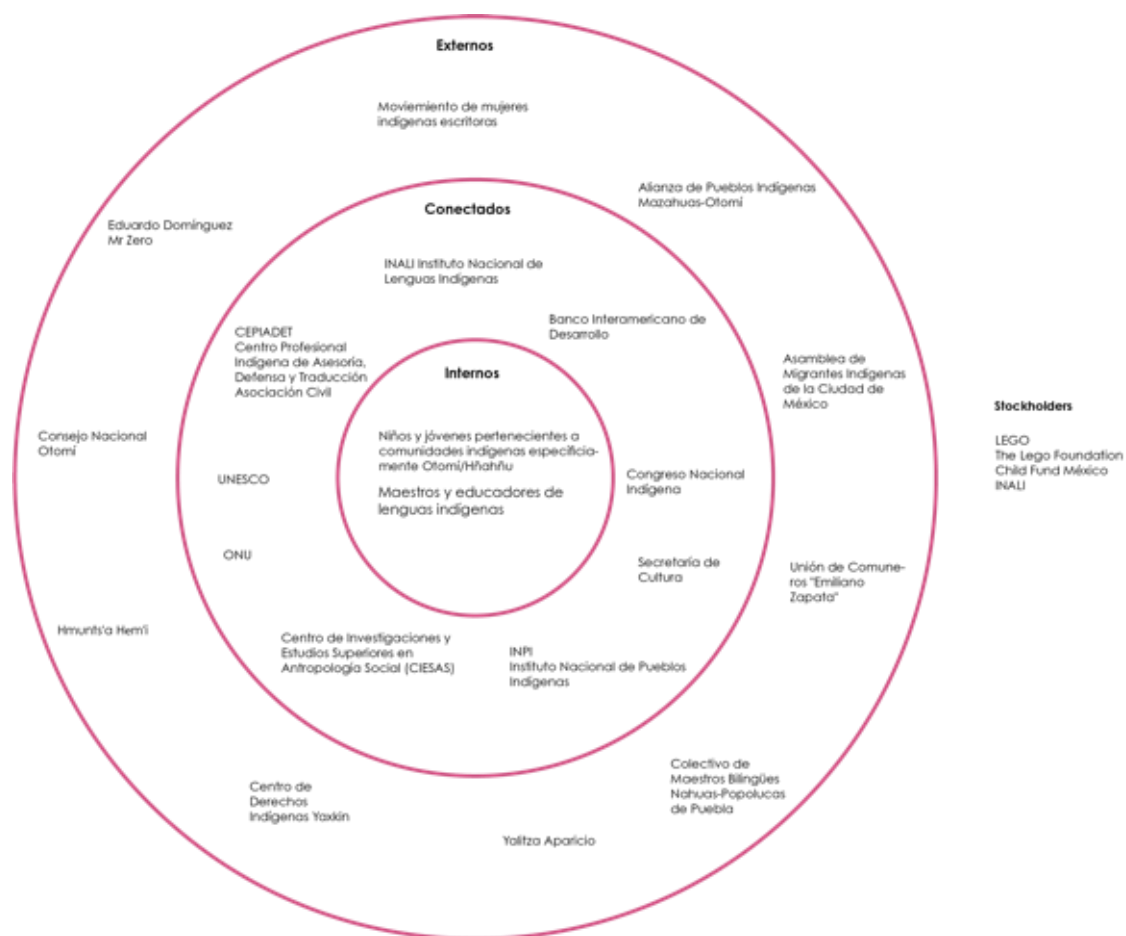 Externos
Moviemiento de mujeres
indígenas escritoras
Alianza de Pueblos Indígenas
Mazahuas-Otomí
Eduardo Domínguez
Mr Zero
Conectados
INALI Instituto Nacional de
Lenguas Indígenas
Banco Interamericano de
Desarrollo
CEPIADET
Centro Profesional
Indígena de Asesoría,
Defensa y Traducción
Asociación Civil
Asamblea de
Migrantes Indígenas
de la Ciudad de
México
Internos
Niños y jóvenes pertenecientes a
comunidades indígenas especificia-
mente Otomí/Hñahñu
Maestros y educadores de
lenguas indígenas
Stockholders
LEGO
The Lego Foundation
Child Fund México
INALI
Consejo Nacional
Otomí
UNESCO
Congreso Nacional
Indígena
ONU
Secretaría de
Cultura
Unión de Comune-
ros "Emiliano
Zapata"
Hmunts'a Hem'i
Centro de Investigaciones y
Estudios Superiores en
Antropología Social (CIESAS)
INPI
Instituto Nacional de Pueblos
Indígenas
Centro de
Derechos
Indígenas Yaxkin
Colectivo de
Maestros Bilingües
Nahuas-Popolucas
de Puebla
Yalitza Aparicio